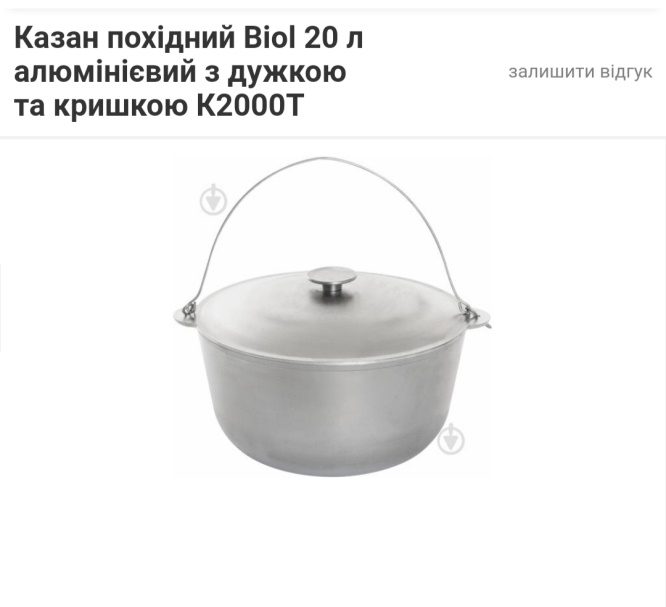 Казан похідний Biol 20 л
алюмінієвий з дужкою
та кришкою К2000Т
залишити відгук